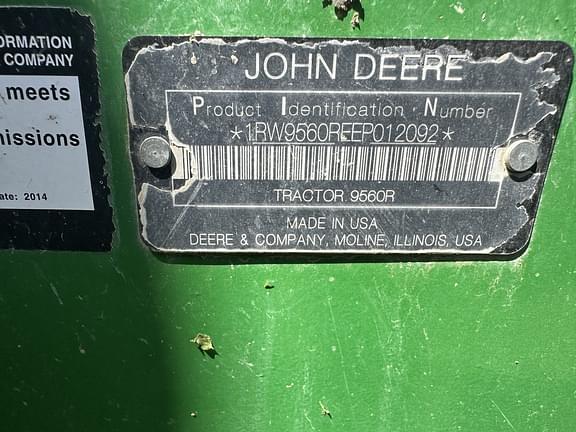 ORMATION
COMPANY
meets
issions
ate: 2014
JOHN DEERE
Product Identification Number
*1RW9560REEP012092*
TRACTOR 9560R
MADE IN USA
DEERE & COMPANY, MOLINE, ILLINOIS, USA